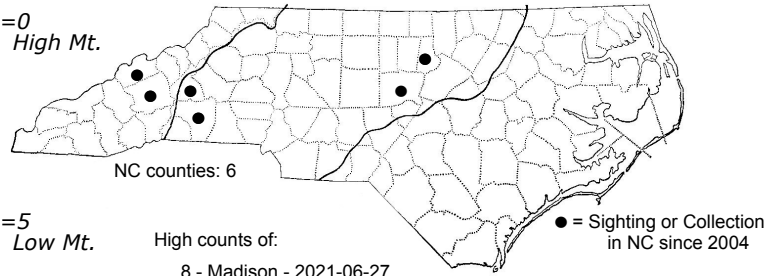 =0
High Mt.
NC counties: 6
=5
Low Mt.
High counts of:
8 - Madison - 2021-06-27
● = Sighting or Collection
in NC since 2004